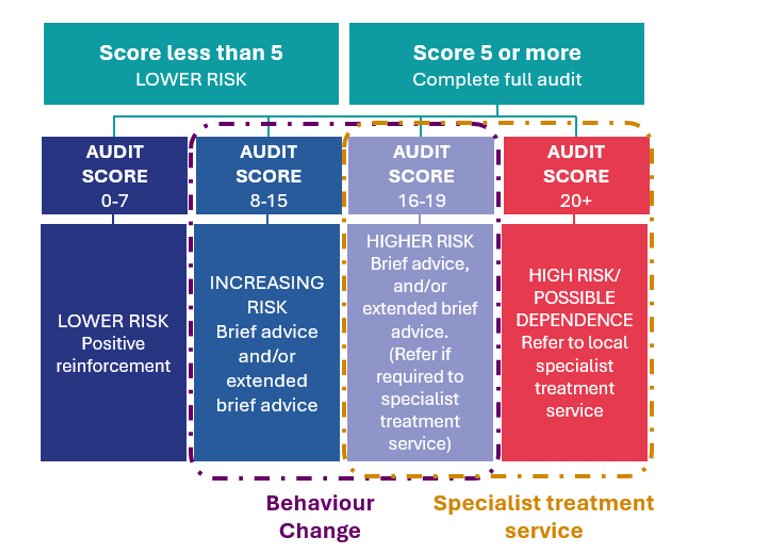 Score less than 5
LOWER RISK
Score 5 or more
Complete full audit
AUDIT
SCORE
0-7
AUDIT
SCORE
8-15
AUDIT
SCORE
16-19
AUDIT
SCORE
20+
LOWER RISK
Positive
reinforcement
INCREASING
RISK
Brief advice
and/or
extended
brief advice
HIGHER RISK
Brief advice,
and/or
extended brief
advice.
(Refer if
required to
specialist
treatment
service)
HIGH RISK/
POSSIBLE
DEPENDENCE
Refer to local
specialist
treatment
service
Behaviour
Change
Specialist treatment
service